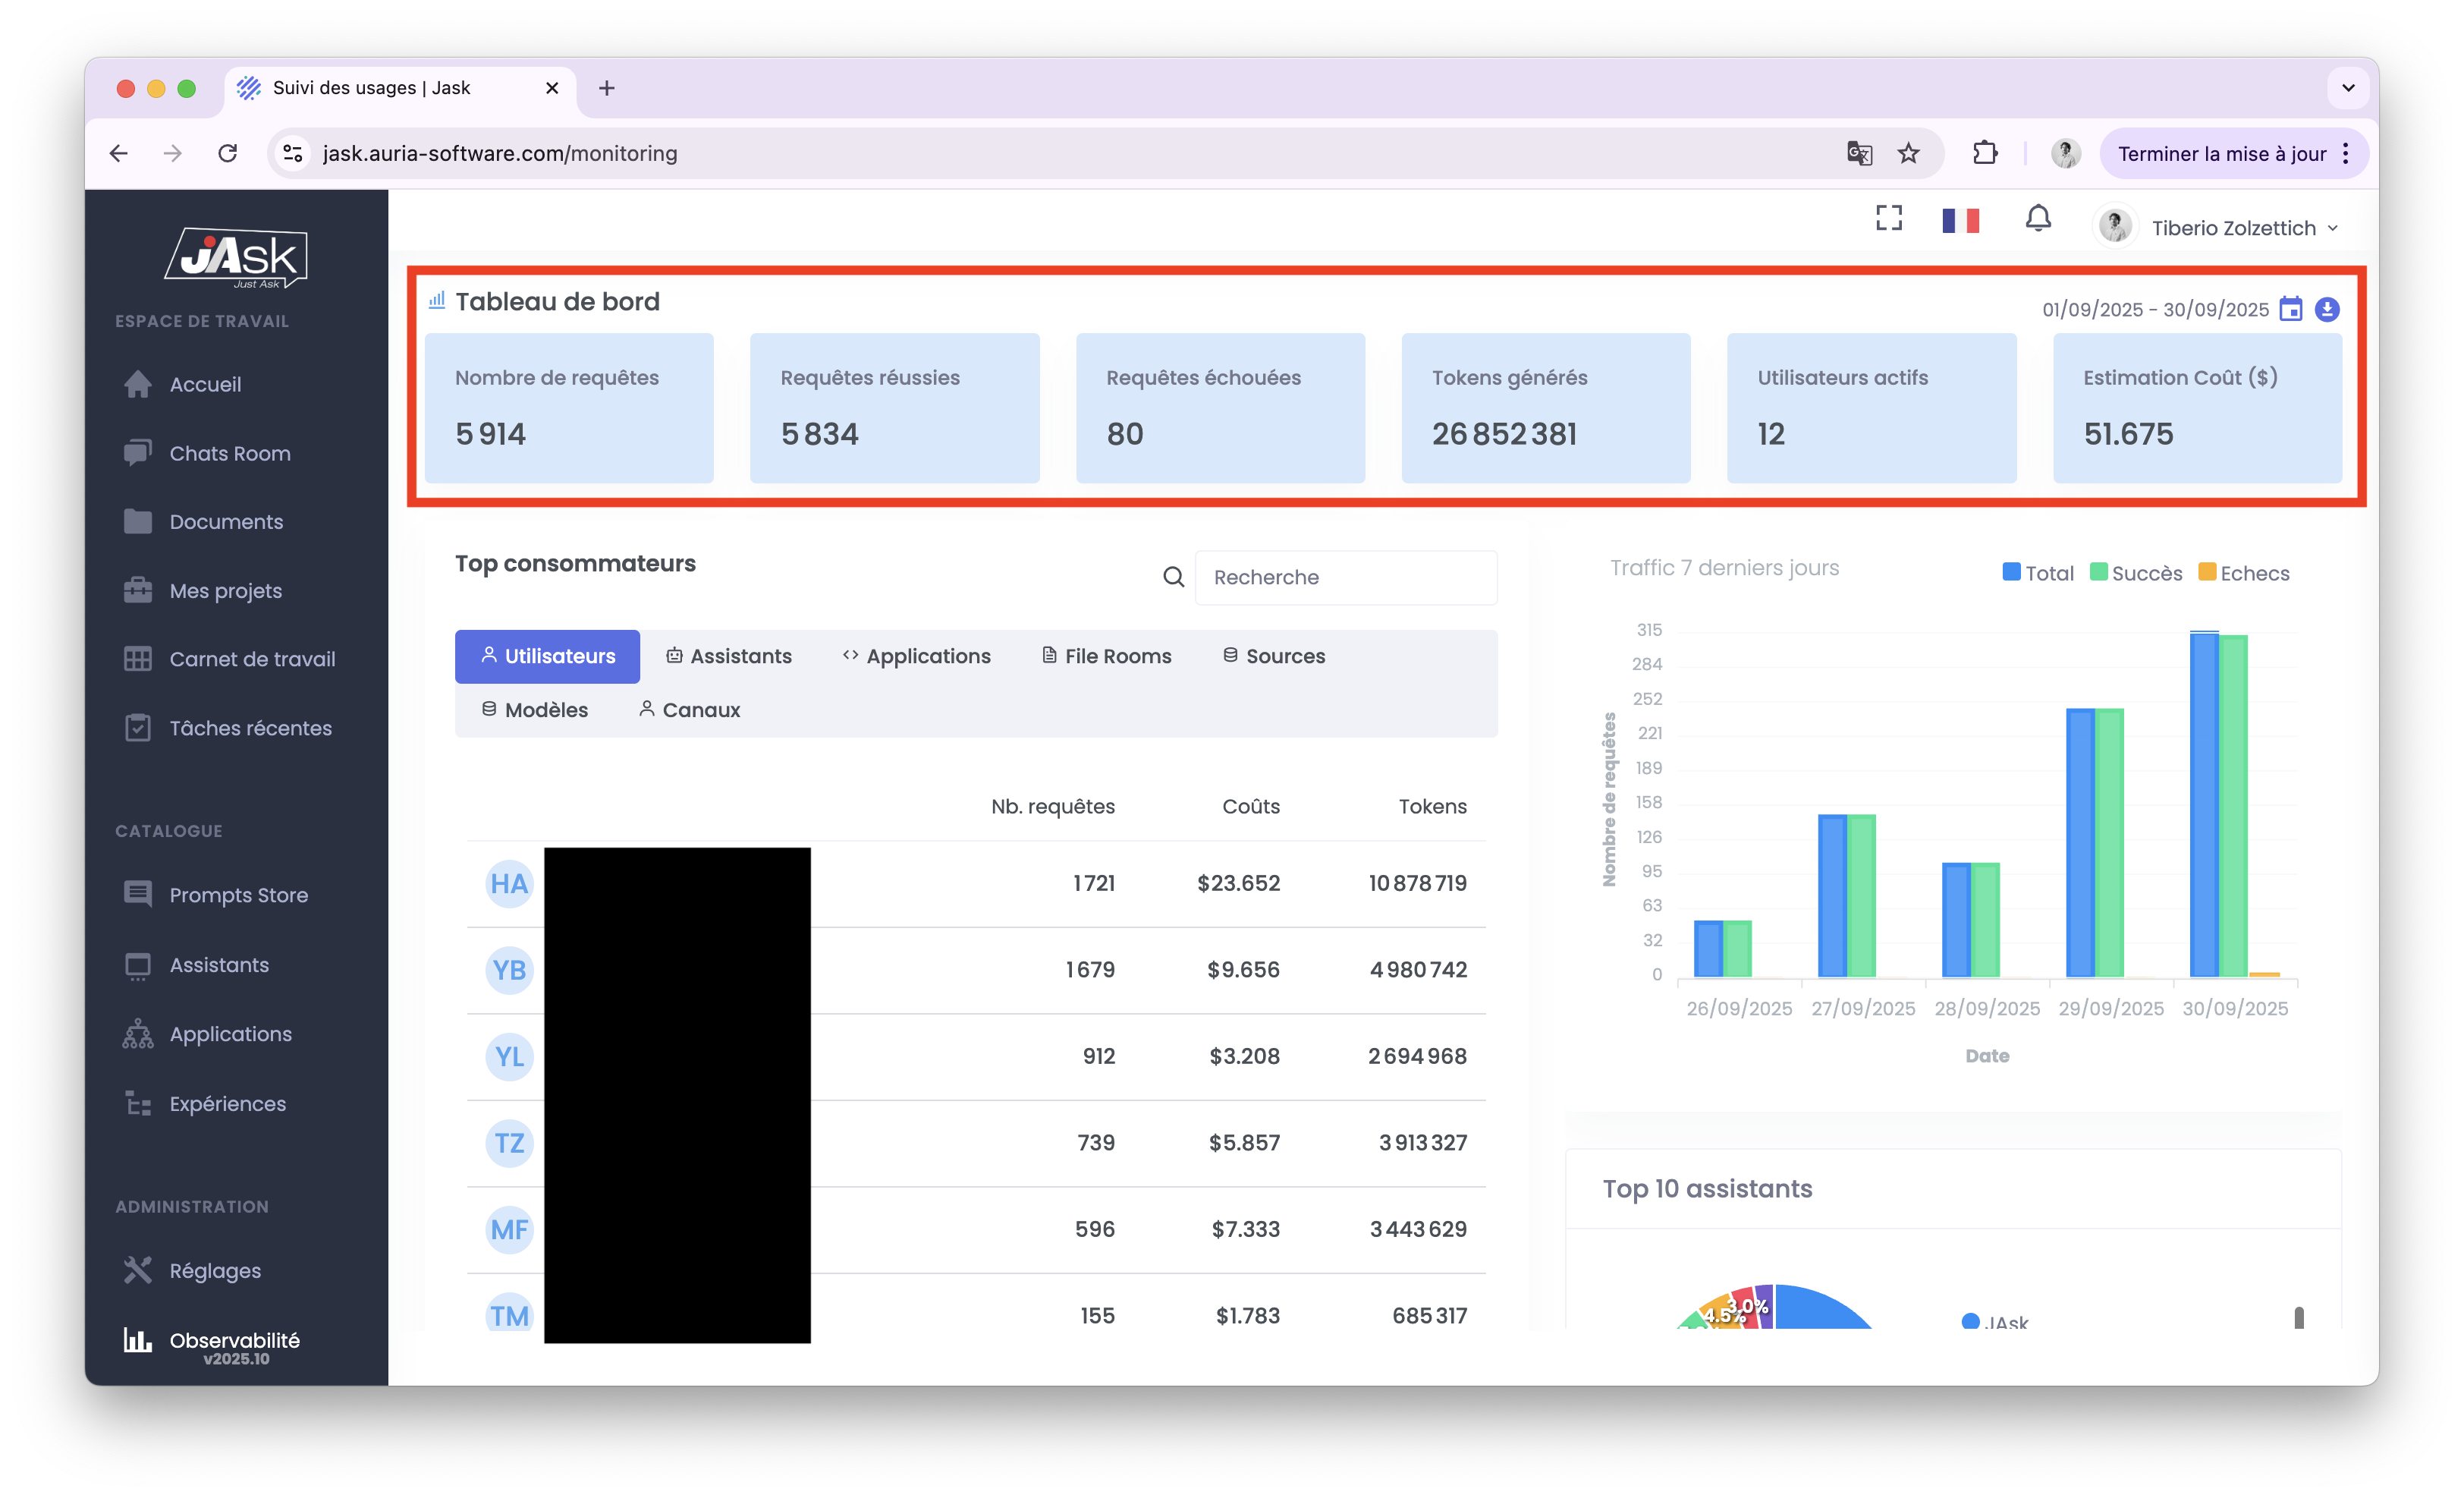 Suivi des usages | Jask
jask.auria-software.com/monitoring
Terminer la mise à jour
JAsk
Just Ask
Tiberio Zolzettich
ESPACE DE TRAVAIL
Accueil
Chats Room
Documents
Mes projets
Carnet de travail
Tâches récentes
CATALOGUE
Prompts Store
Assistants
Applications
Expériences
ADMINISTRATION
Réglages
Observabilité
v2025.10
Tableau de bord
01/09/2025 - 30/09/2025
Nombre de requêtes
5 914
Requêtes réussies
5 834
Requêtes échouées
80
Tokens générés
26 852 381
Utilisateurs actifs
12
Estimation Coût ($)
51.675
Top consommateurs
Recherche
Utilisateurs Assistants Applications File Rooms Sources
Modèles Canaux
Nb. requêtes Coûts Tokens
HA 1 721 $23.652 10 878 719
YB 1 679 $9.656 4 980 742
YL 912 $3.208 2 694 968
TZ 739 $5.857 3 913 327
MF 596 $7.333 3 443 629
TM 155 $1.783 685 317
Traffic 7 derniers jours
Total Succès Echecs
Nombre de requêtes
315
284
252
221
189
158
126
95
63
32
0
26/09/2025 27/09/2025 28/09/2025 29/09/2025 30/09/2025
Date
Top 10 assistants
3.0%
4.5%
JAsk